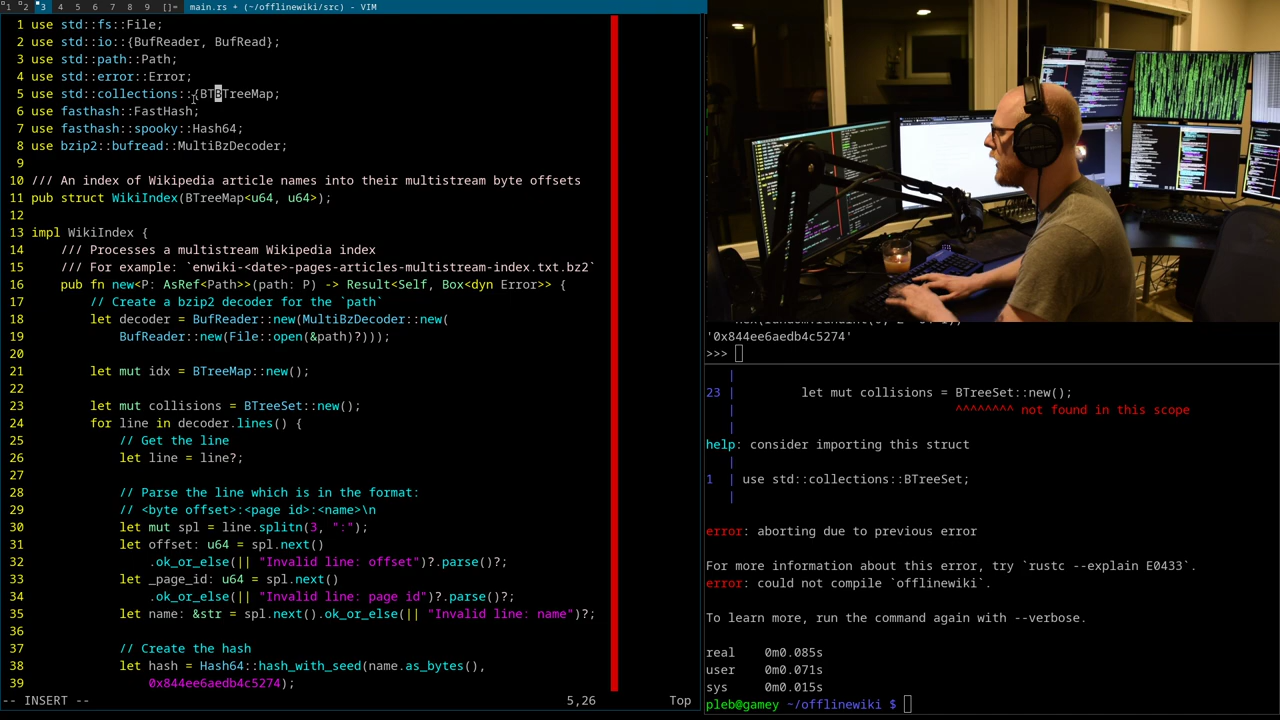 1 2 3 4 5 6 7 8 9 []= main.rs + (~/offlinewiki/src) - VIM
1 use std::fs::File;
2 use std::io::{BufReader, BufRead};
3 use std::path::Path;
4 use std::error::Error;
5 use std::collections::{BTBTreeMap;
6 use fasthash::FastHash;
7 use fasthash::spooky::Hash64;
8 use bzip2::bufread::MultiBzDecoder;
9
10 /// An index of Wikipedia article names into their multistream byte offsets
11 pub struct WikiIndex(BTreeMap<u64, u64>);
12
13 impl WikiIndex {
14 /// Processes a multistream Wikipedia index
15 /// For example: `enwiki-<date>-pages-articles-multistream-index.txt.bz2`
16 pub fn new<P: AsRef<Path>>(path: P) -> Result<Self, Box<dyn Error>> {
17 // Create a bzip2 decoder for the `path`
18 let decoder = BufReader::new(MultiBzDecoder::new(
19 BufReader::new(File::open(&path)?)));
20
21 let mut idx = BTreeMap::new();
22
23 let mut collisions = BTreeSet::new();
24 for line in decoder.lines() {
25 // Get the line
26 let line = line?;
27
28 // Parse the line which is in the format:
29 // <byte offset>:<page id>:<name>\n
30 let mut spl = line.splitn(3, ":");
31 let offset: u64 = spl.next()
32 .ok_or_else(|| "Invalid line: offset")?.parse()?;
33 let _page_id: u64 = spl.next()
34 .ok_or_else(|| "Invalid line: page id")?.parse()?;
35 let name: &str = spl.next().ok_or_else(|| "Invalid line: name")?;
36
37 // Create the hash
38 let hash = Hash64::hash_with_seed(name.as_bytes(),
39 0x844ee6aedb4c5274);
-- INSERT -- 5,26 Top
'0x844ee6aedb4c5274'
>>>
|
23 | let mut collisions = BTreeSet::new();
| ^^^^^^^^ not found in this scope
|
help: consider importing this struct
|
1 | use std::collections::BTreeSet;
|
error: aborting due to previous error
For more information about this error, try `rustc --explain E0433`.
error: could not compile `offlinewiki`.
To learn more, run the command again with --verbose.
real 0m0.085s
user 0m0.071s
sys 0m0.015s
pleb@gamey ~/offlinewiki $